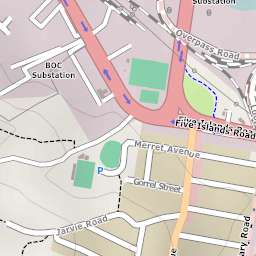 Substation
Overpass Road
BOC
Substation
Five Islands Road
Merret Avenue
P
Gorrel Street
Jarvie Road